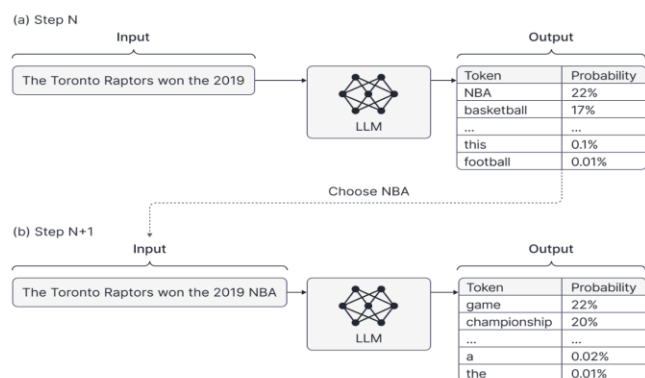 (a) Step N
Input
Output
The Toronto Raptors won the 2019
LLM
Token Probability
NBA 22%
basketball 17%
... ...
this 0.1%
football 0.01%
Choose NBA
(b) Step N+1
Input
Output
The Toronto Raptors won the 2019 NBA
LLM
Token Probability
game 22%
championship 20%
... ...
a 0.02%
the 0.01%